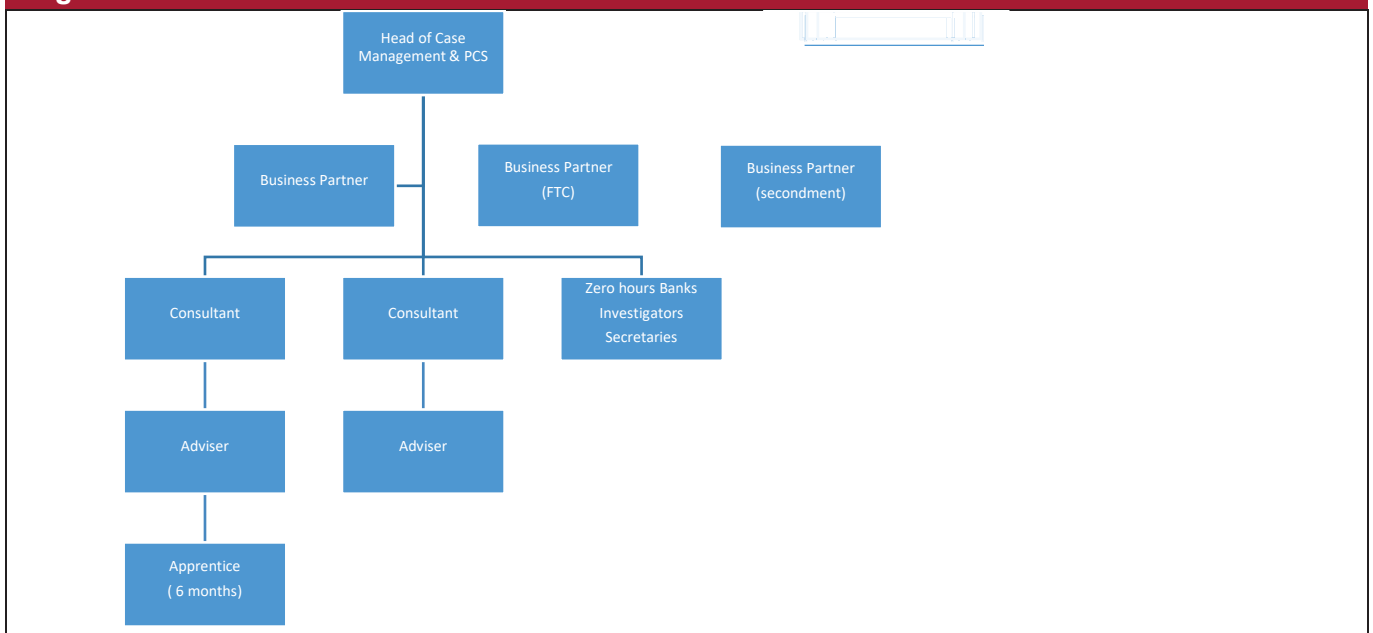 Head of Case
Management & PCS
Business Partner
Business Partner
(FTC)
Business Partner
(secondment)
Consultant
Consultant
Zero hours Banks
Investigators
Secretaries
Adviser
Adviser
Apprentice
( 6 months)